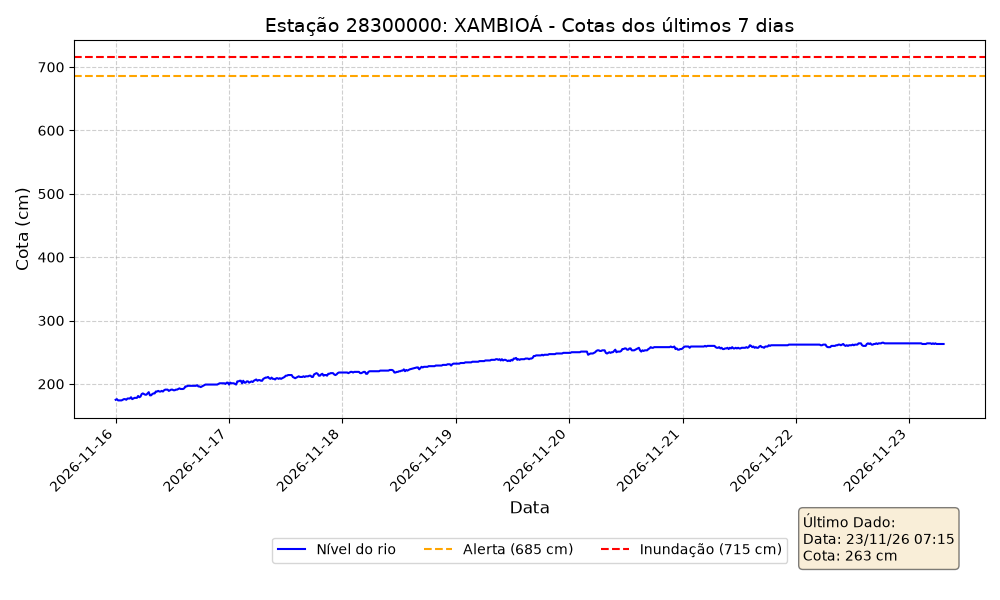 Estação 28300000: XAMBIOÁ - Cotas dos últimos 7 dias
Cota (cm)
700
600
500
400
300
200
2026-11-16
2026-11-17
2026-11-18
2026-11-19
2026-11-20
2026-11-21
2026-11-22
2026-11-23
Data
Nível do rio
Alerta (685 cm)
Inundação (715 cm)
Último Dado:
Data: 23/11/26 07:15
Cota: 263 cm